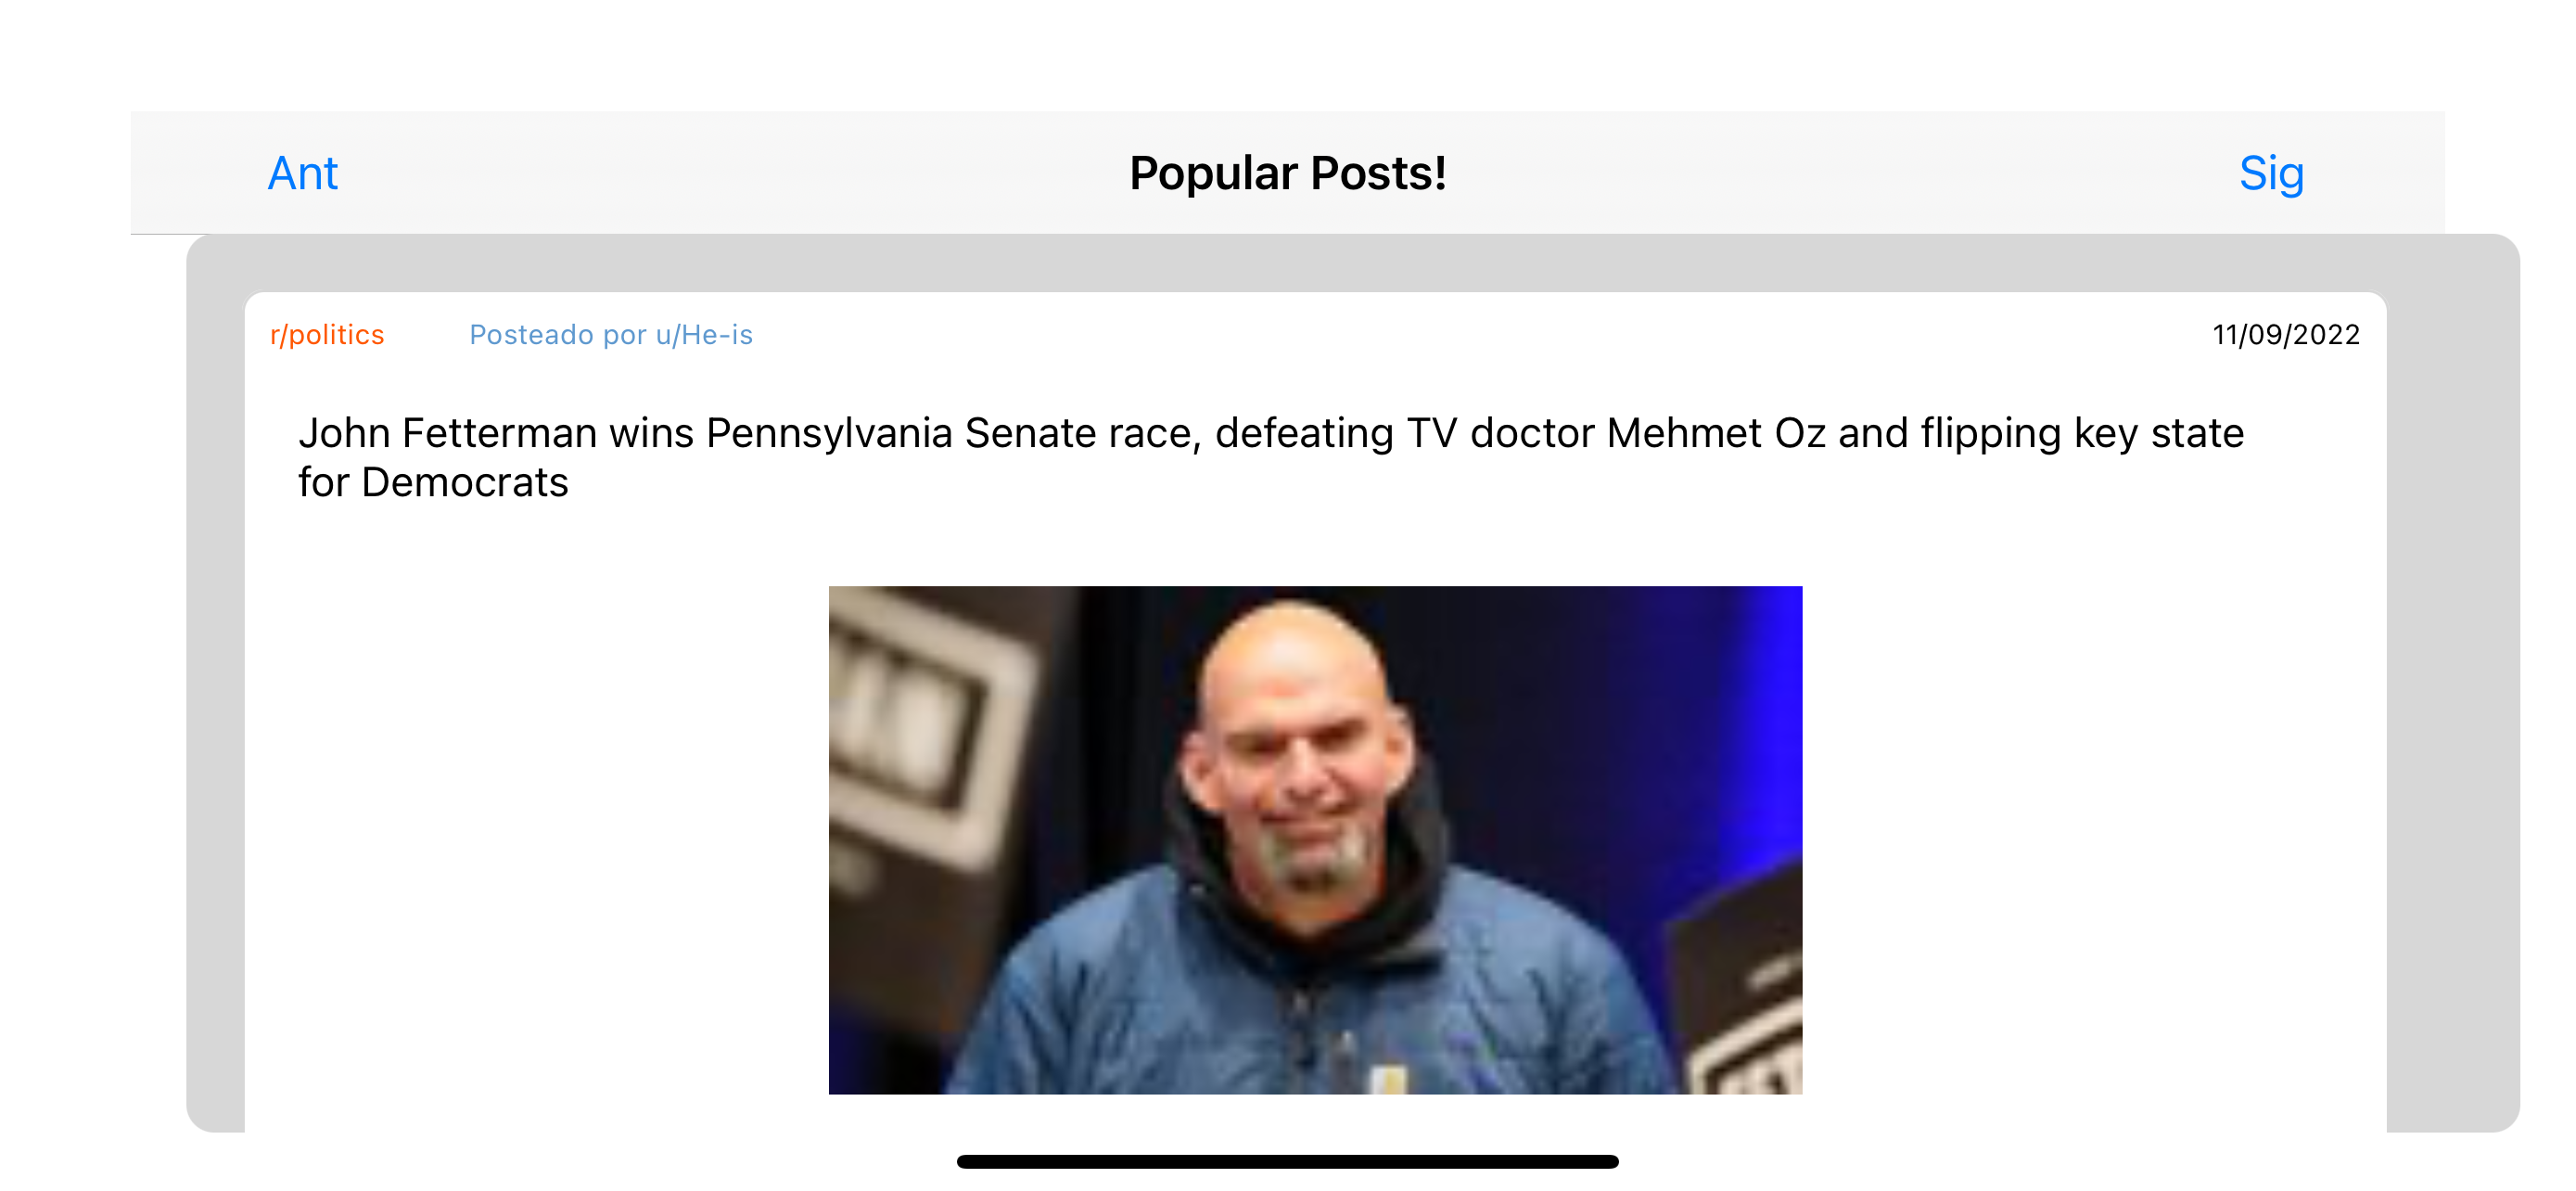 Ant
Popular Posts!
Sig
r/politics
Posteado por u/He-is
11/09/2022
John Fetterman wins Pennsylvania Senate race, defeating TV doctor Mehmet Oz and flipping key state
for Democrats